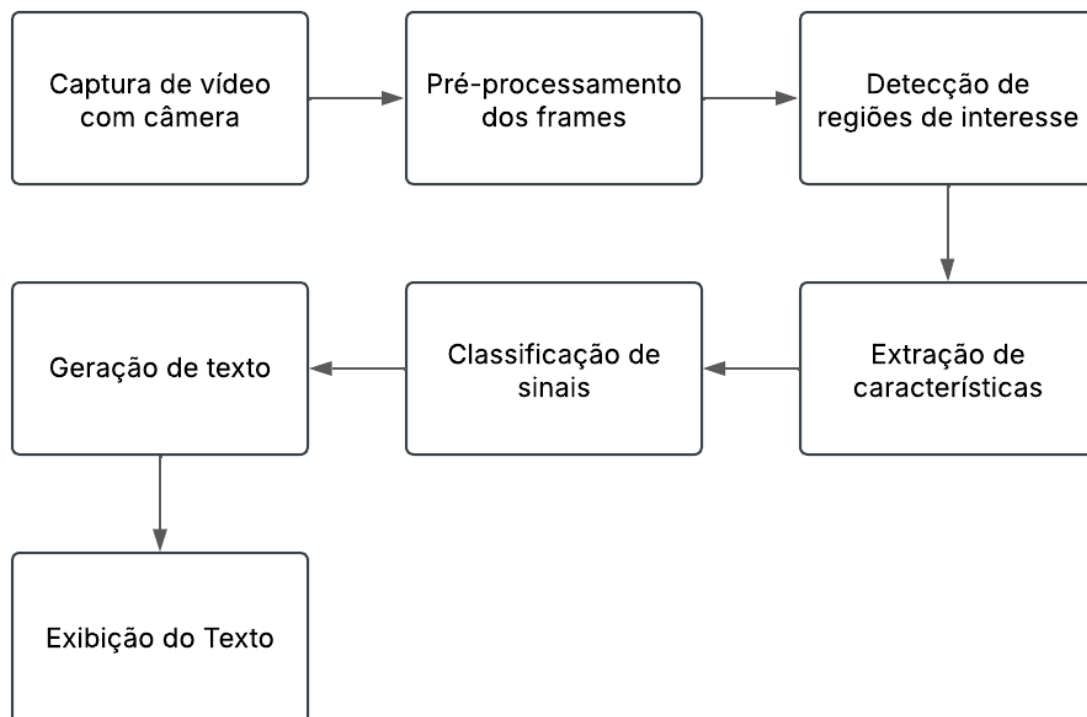 Captura de vídeo
com câmera
Pré-processamento
dos frames
Detecção de
regiões de interesse
Extração de
características
Classificação de
sinais
Geração de texto
Exibição do Texto